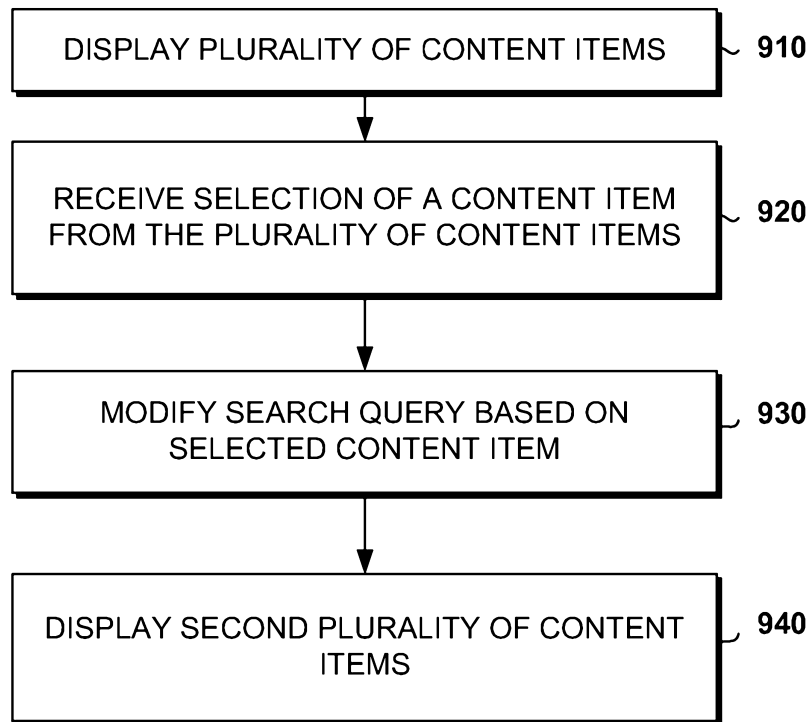 DISPLAY PLURALITY OF CONTENT ITEMS
910
RECEIVE SELECTION OF A CONTENT ITEM
FROM THE PLURALITY OF CONTENT ITEMS
920
MODIFY SEARCH QUERY BASED ON
SELECTED CONTENT ITEM
930
DISPLAY SECOND PLURALITY OF CONTENT
ITEMS
940